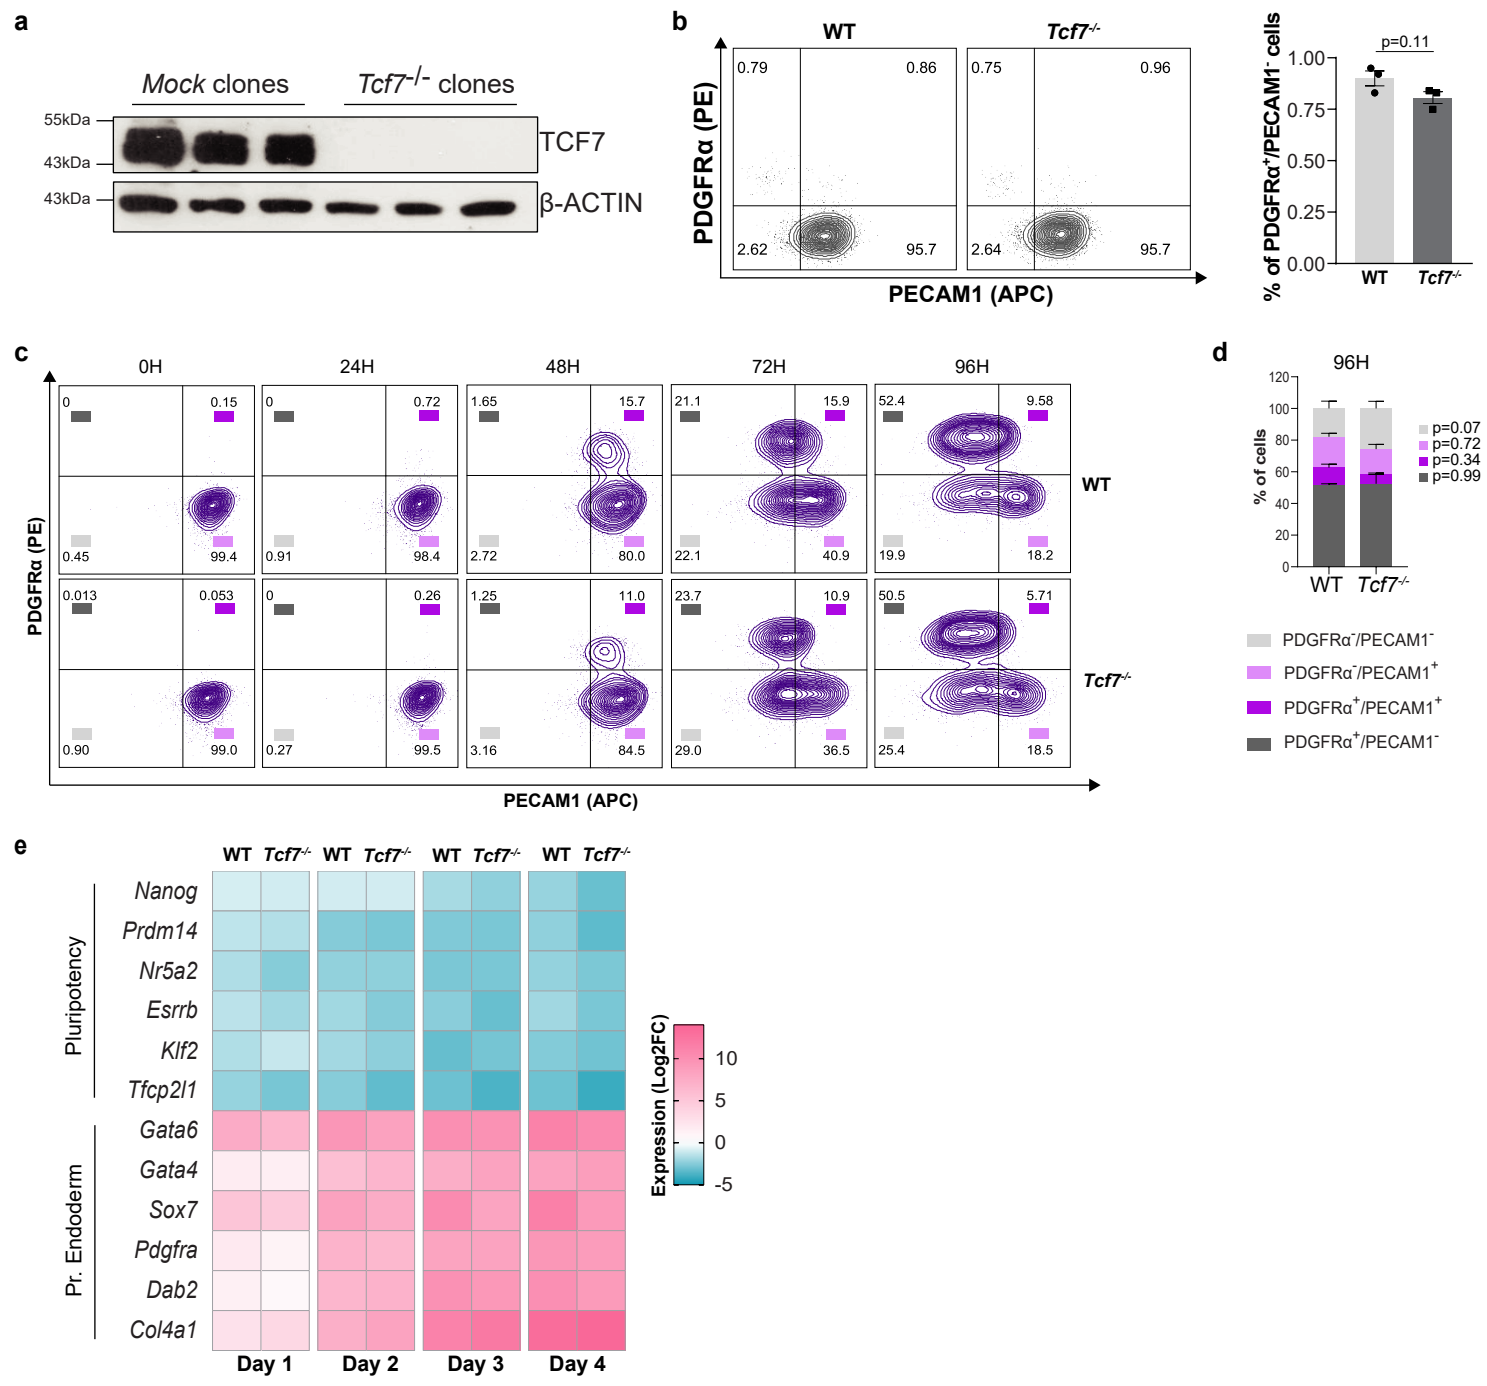 a
Mock clones
Tcf7-/- clones
55kDa
43kDa
TCF7
43kDa
β-ACTIN
b
WT
Tcf7-/-
0.79
0.86
2.62
95.7
0.75
0.96
2.64
95.7
PDGFRα (PE)
PECAM1 (APC)
% of PDGFRα+/PECAM1- cells
p=0.11
1.00
0.75
0.50
0.25
0.00
WT
Tcf7-/-
c
0H
24H
48H
72H
96H
0
0.15
0
0.72
1.65
15.7
21.1
15.9
52.4
9.58
WT
0.45
99.4
0.91
98.4
2.72
80.0
22.1
40.9
19.9
18.2
0.013
0.053
0
0.26
1.25
11.0
23.7
10.9
50.5
5.71
Tcf7-/-
0.90
99.0
0.27
99.5
3.16
84.5
29.0
36.5
25.4
18.5
PDGFRα (PE)
PECAM1 (APC)
d
96H
% of cells
120
100
80
60
40
20
0
WT
Tcf7-/-
p=0.07
p=0.72
p=0.34
p=0.99
PDGFRα-/PECAM1-
PDGFRα-/PECAM1+
PDGFRα+/PECAM1+
PDGFRα+/PECAM1-
e
WT Tcf7-/- WT Tcf7-/- WT Tcf7-/- WT Tcf7-/-
Pluripotency
Nanog
Prdm14
Nr5a2
Esrrb
Klf2
Tfcp2l1
Pr. Endoderm
Gata6
Gata4
Sox7
Pdgfra
Dab2
Col4a1
Day 1
Day 2
Day 3
Day 4
Expression (Log2FC)
10
5
0
-5